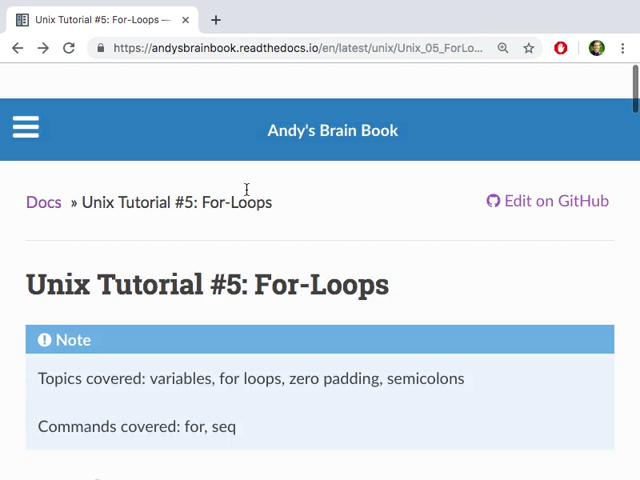 Unix Tutorial #5: For-Loops —
https://andysbrainbook.readthedocs.io/en/latest/unix/Unix_05_ForLo...
Andy's Brain Book
Docs » Unix Tutorial #5: For-Loops
Edit on GitHub
Unix Tutorial #5: For-Loops
Note
Topics covered: variables, for loops, zero padding, semicolons
Commands covered: for, seq